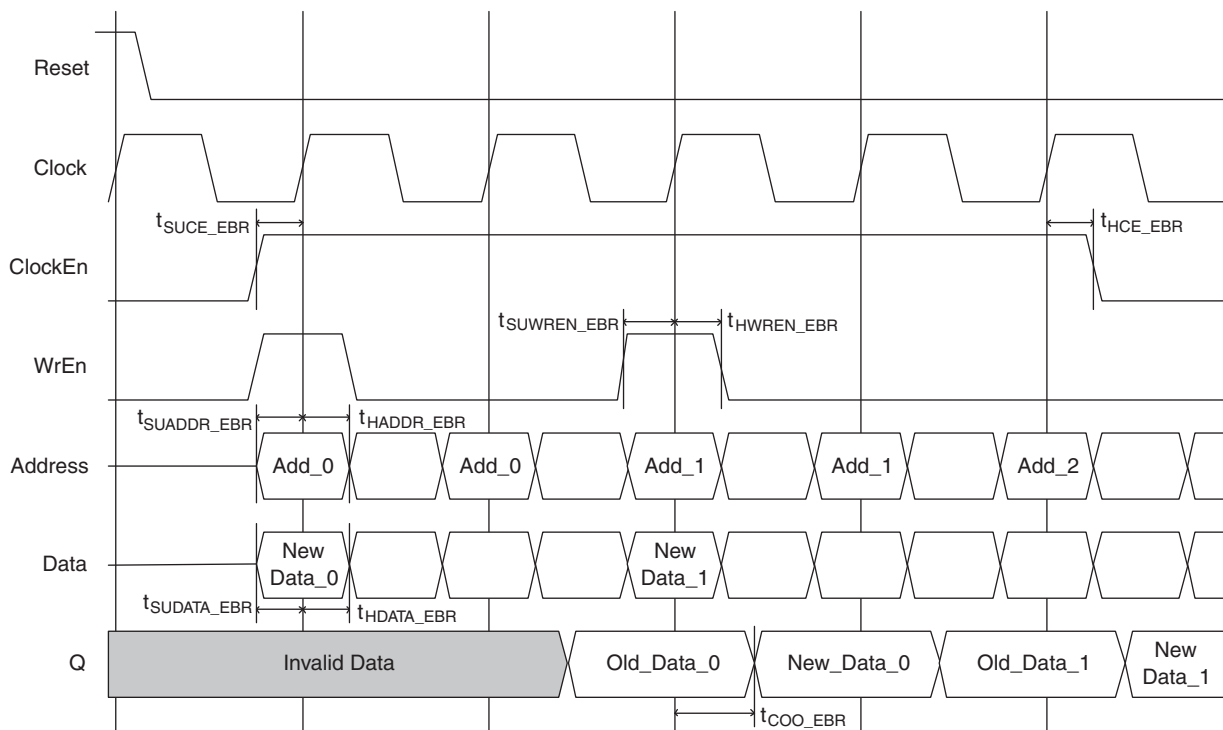 Reset
Clock
tSUCE_EBR
tHCE_EBR
ClockEn
tSUWREN_EBR
tHWREN_EBR
WrEn
tSUADDR_EBR
tHADDR_EBR
Address
Add_0
Add_0
Add_1
Add_1
Add_2
Data
New
Data_0
New
Data_1
tSUDATA_EBR
tHDATA_EBR
Q
Invalid Data
Old_Data_0
New_Data_0
Old_Data_1
New
Data_1
tCOO_EBR